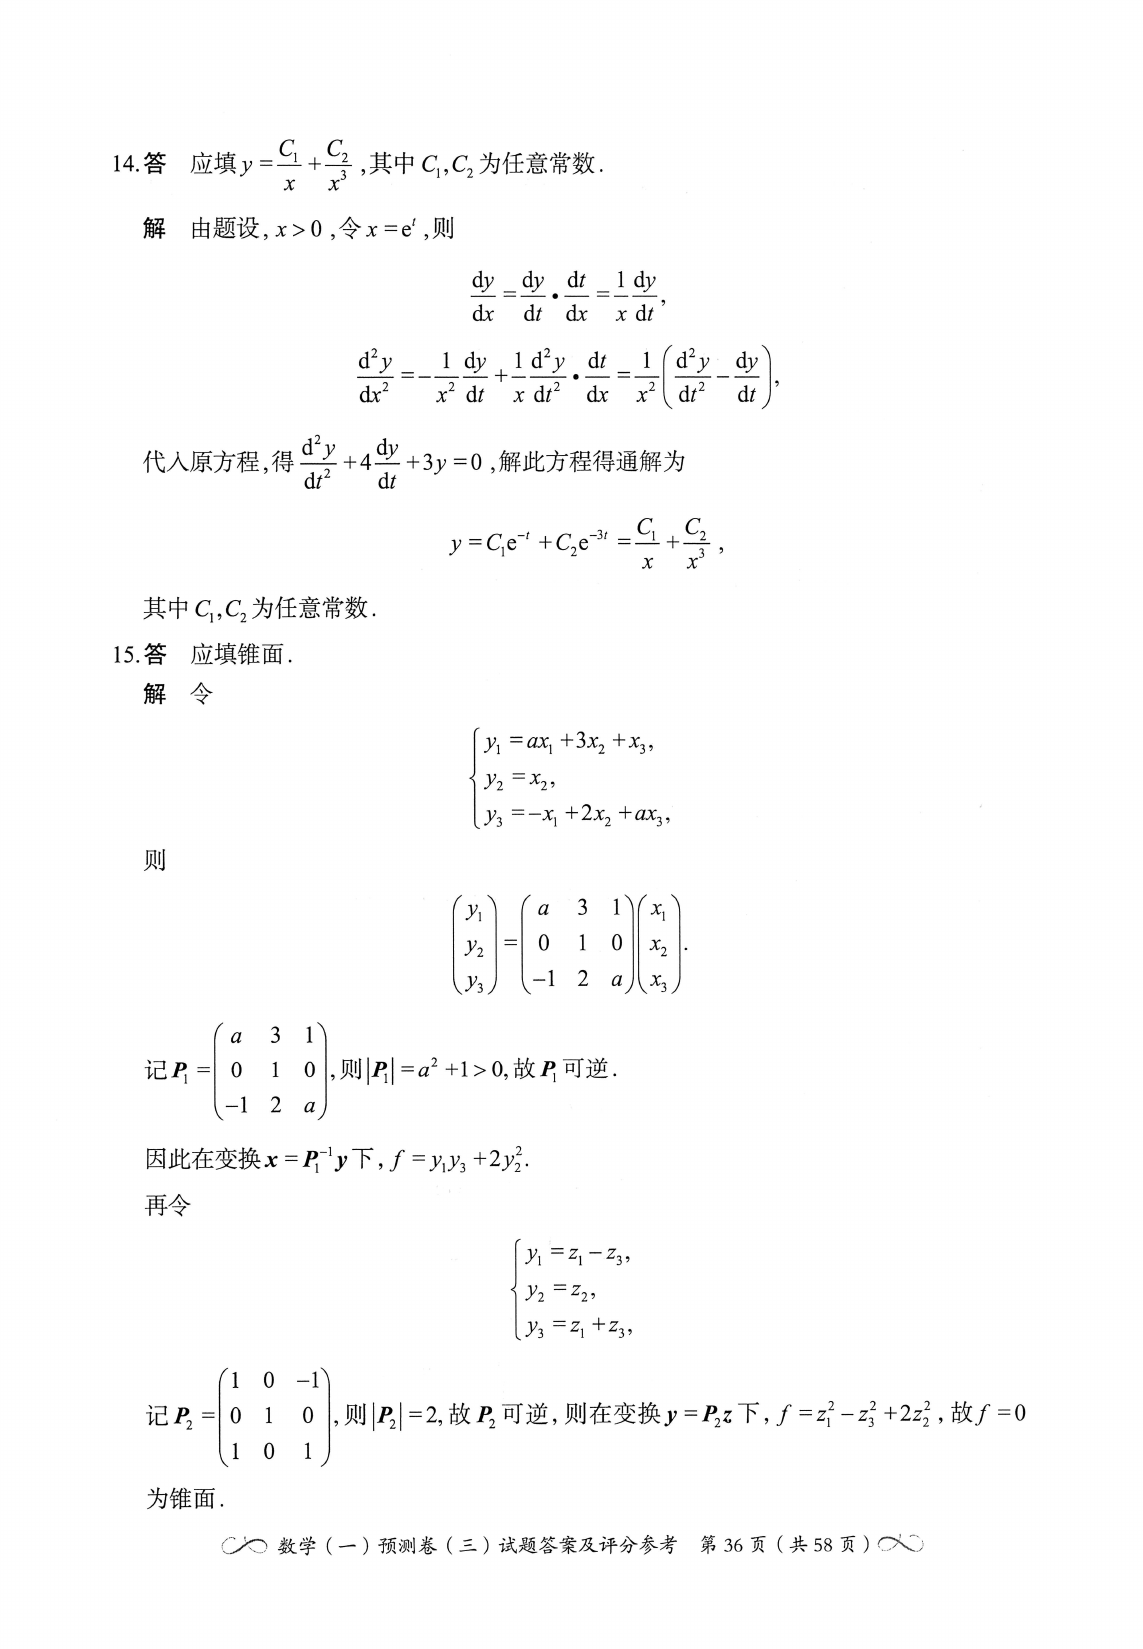 14.答 应填 y = C₁/x + C₂/x³ ,其中 C₁,C₂ 为任意常数.
解 由题设, x > 0 ,令 x = eᵗ ,则
dy/dx = dy/dt · dt/dx = 1/x dy/dt,
d²y/dx² = −1/x² dy/dt + 1/x d²y/dt² · dt/dx = 1/x² (d²y/dt² − dy/dt),
代入原方程,得 d²y/dt² + 4 dy/dt + 3y = 0 ,解此方程得通解为
y = C₁e⁻ᵗ + C₂e⁻³ᵗ = C₁/x + C₂/x³ ,
其中 C₁,C₂ 为任意常数.
15.答 应填锥面.
解 令
{ y₁ = ax₁ + 3x₂ + x₃,
y₂ = x₂,
y₃ = −x₁ + 2x₂ + ax₃,
则
(y₁ y₂ y₃) = (a 3 1; 0 1 0; −1 2 a)(x₁ x₂ x₃).
记 P₁ = (a 3 1; 0 1 0; −1 2 a),则 |P₁| = a² + 1 > 0, 故 P₁ 可逆.
因此在变换 x = P₁⁻¹y 下, f = y₁y₃ + 2y₂².
再令
{ y₁ = z₁ − z₃,
y₂ = z₂,
y₃ = z₁ + z₃,
记 P₂ = (1 0 −1; 0 1 0; 1 0 1),则 |P₂| = 2, 故 P₂ 可逆, 则在变换 y = P₂z 下, f = z₁² − z₃² + 2z₂² , 故 f = 0
为锥面.
数学(一)预测卷(三)试题答案及评分参考 第 36 页(共 58 页)